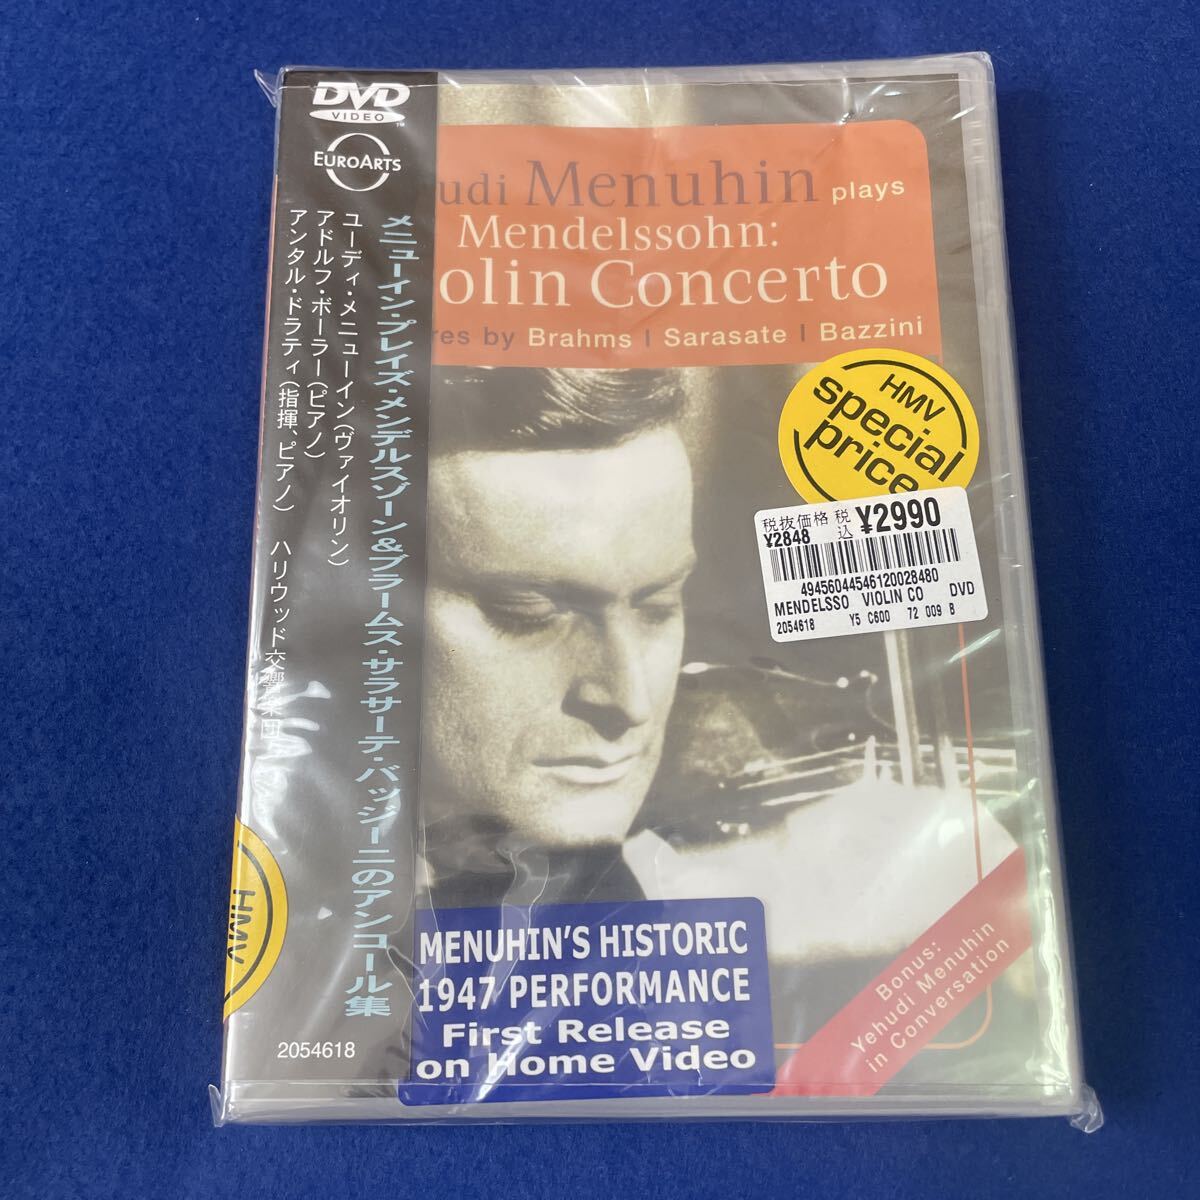 DVD
VIDEO
EUROARTS
メニューイン・プレイズ・メンデルスゾーン&ブラームス・サラサーテ・バッジーニのアンコール集
ユーディ・メニューイン(ヴァイオリン)
アドルフ・ボーラー(ピアノ)
アンタル・ドラティ(指揮、ピアノ) ハリウッド交響楽団
HMV
2054618
udi Menuhin plays
Mendelssohn:
olin Concerto
res by Brahms | Sarasate | Bazzini
HMV
special
price
税抜価格 税込 ¥2990
¥2848
49456044546120028480
MENDELSSO VIOLIN CO DVD
2054618 Y5 C600 72 009 B
MENUHIN'S HISTORIC
1947 PERFORMANCE
First Release
on Home Video
Bonus:
Yehudi Menuhin
in Conversation